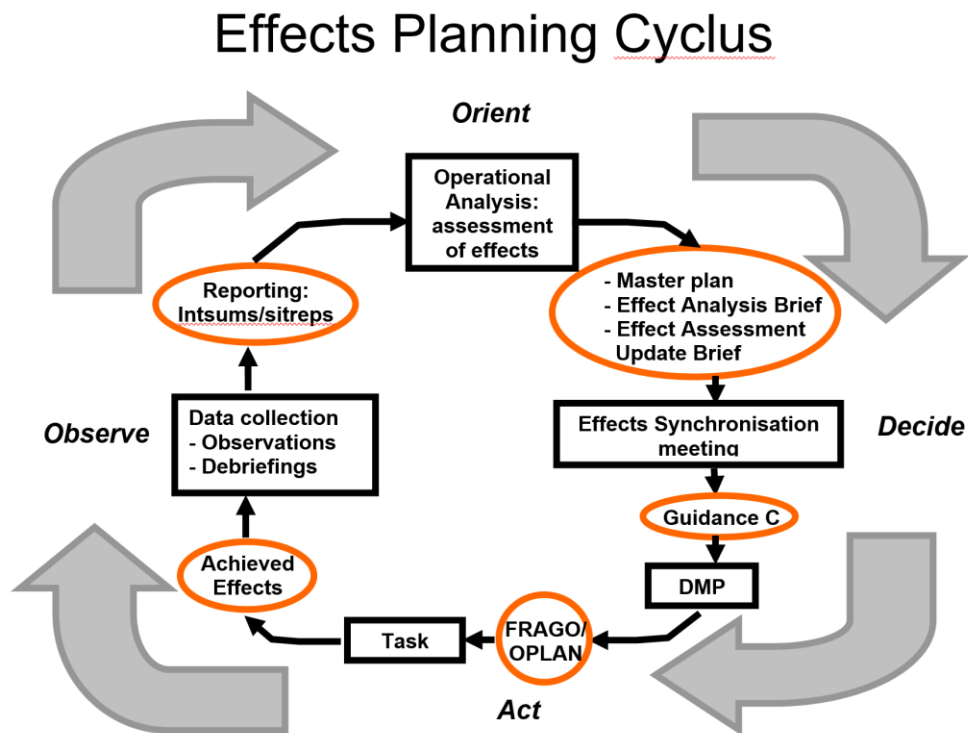 Effects Planning Cyclus
Orient
Operational
Analysis:
assessment
of effects
Reporting:
Intsums/sitreps
- Master plan
- Effect Analysis Brief
- Effect Assessment
Update Brief
Observe
Data collection
- Observations
- Debriefings
Effects Synchronisation
meeting
Decide
Guidance C
Achieved
Effects
DMP
Task
FRAGO/
OPLAN
Act